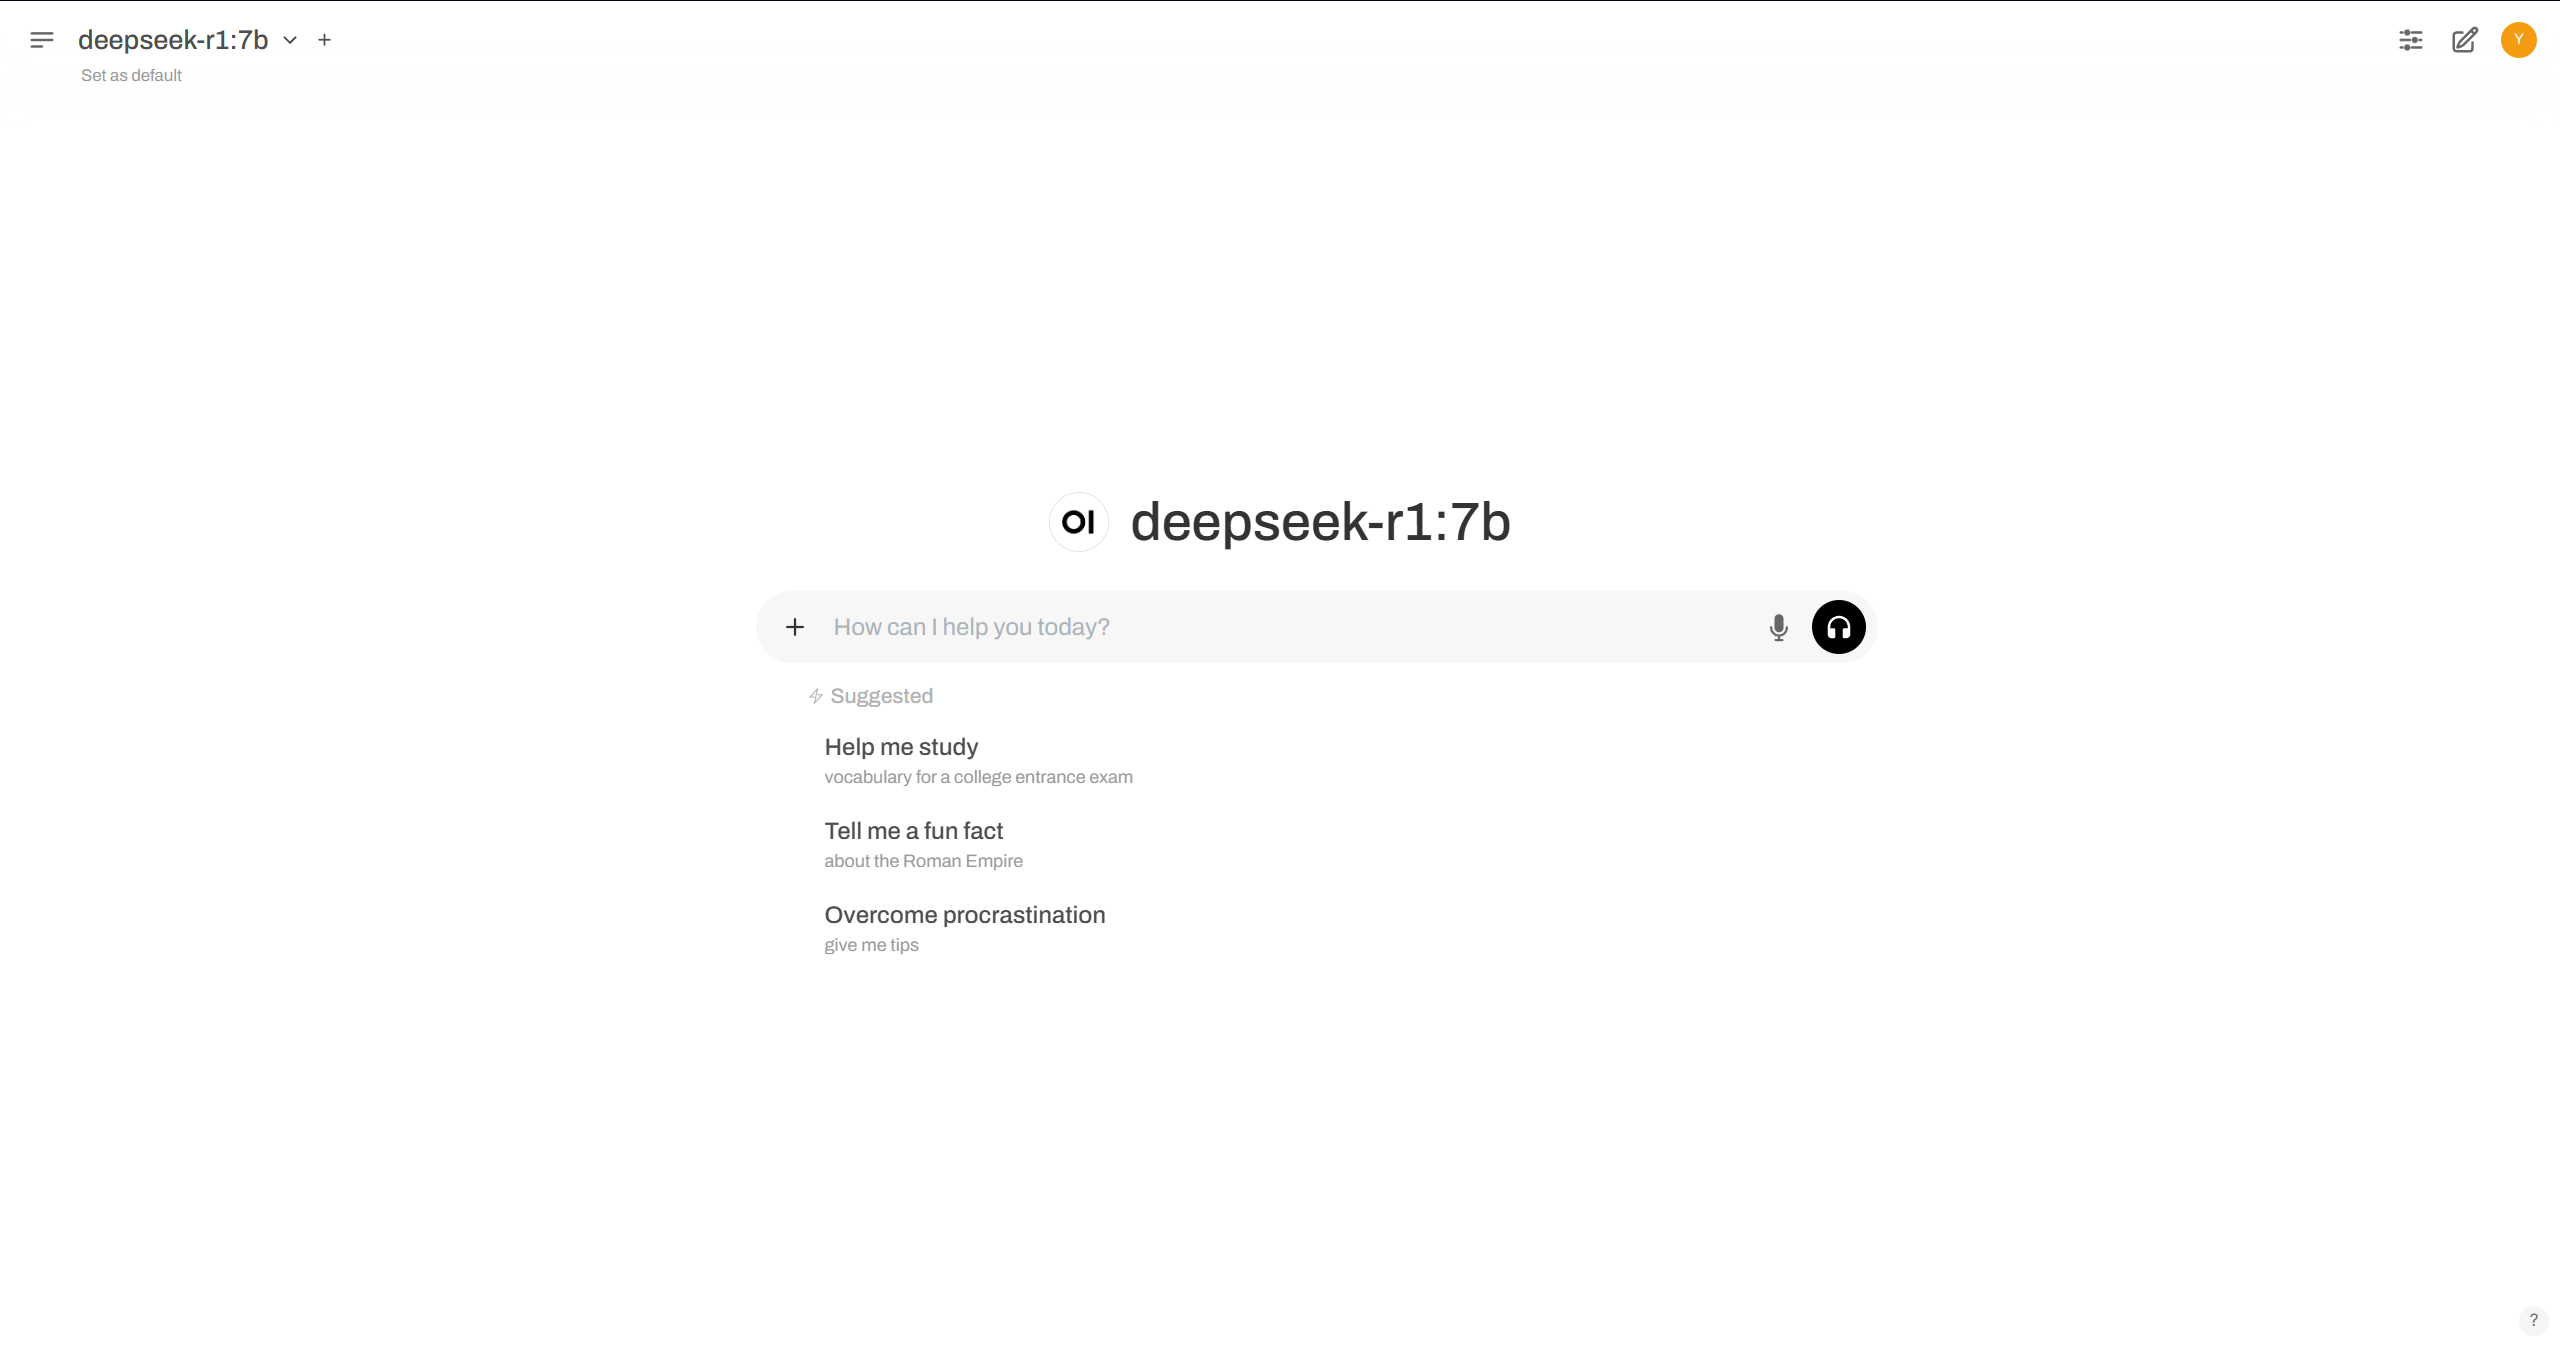 deepseek-r1:7b
Set as default
Y
OI deepseek-r1:7b
How can I help you today?
Suggested
Help me study
vocabulary for a college entrance exam
Tell me a fun fact
about the Roman Empire
Overcome procrastination
give me tips
?